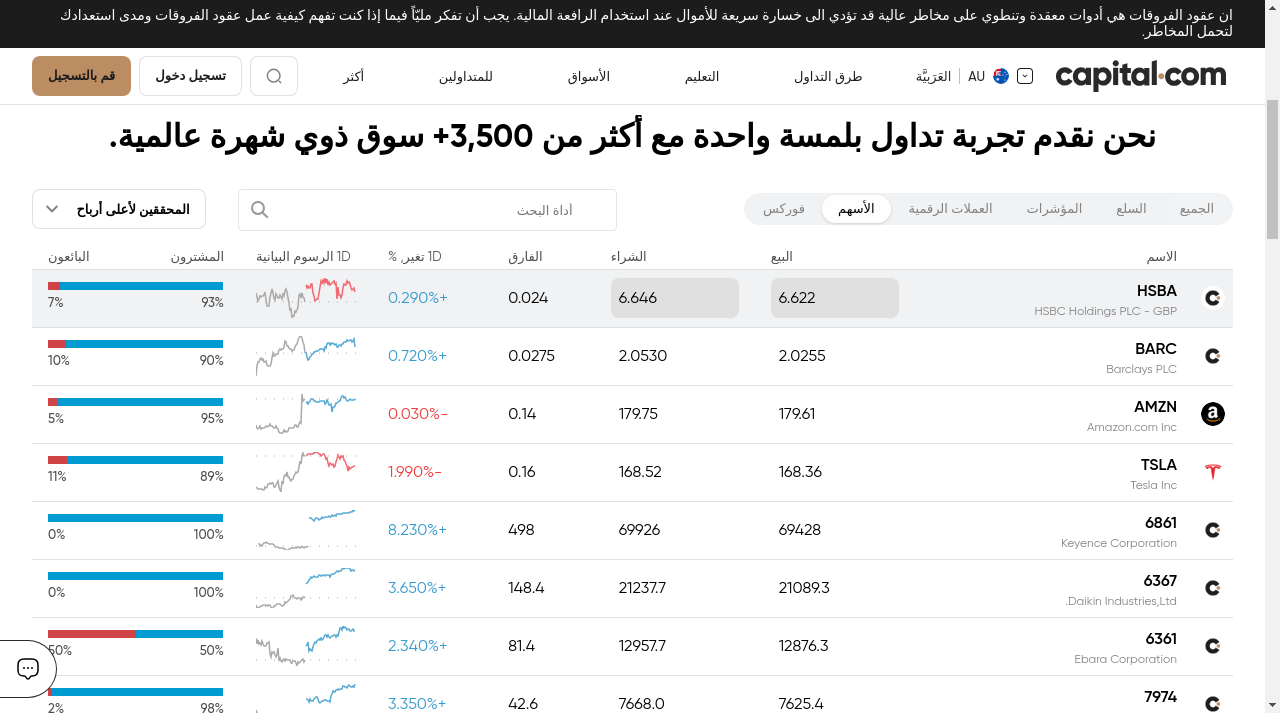 ان عقود الفروقات هي أدوات معقدة وتنطوي على مخاطر عالية قد تؤدي الى خسارة سريعة للأموال عند استخدام الرافعة المالية. يجب أن تفكر مليّاً فيما إذا كنت تفهم كيفية عمل عقود الفروقات ومدى استعدادك
لتحمل المخاطر.
capital.com AU العَرَبيَّة طرق التداول التعليم الأسواق للمتداولين أكثر تسجيل دخول قم بالتسجيل
نحن نقدم تجربة تداول بلمسة واحدة مع أكثر من 3,500+ سوق ذوي شهرة عالمية.
الجميع السلع المؤشرات العملات الرقمية الأسهم فوركس أداة البحث المحققين لأعلى أرباح
الاسم البيع الشراء الفارق 1D تغير, % 1D الرسوم البيانية المشترون البائعون
HSBA 6.622 6.646 0.024 0.290%+ 93% 7%
HSBC Holdings PLC - GBP
BARC 2.0255 2.0530 0.0275 0.720%+ 90% 10%
Barclays PLC
AMZN 179.61 179.75 0.14 0.030%- 95% 5%
Amazon.com Inc
TSLA 168.36 168.52 0.16 1.990%- 89% 11%
Tesla Inc
6861 69428 69926 498 8.230%+ 100% 0%
Keyence Corporation
6367 21089.3 21237.7 148.4 3.650%+ 100% 0%
Daikin Industries,Ltd.
6361 12876.3 12957.7 81.4 2.340%+ 50% 50%
Ebara Corporation
7974 7625.4 7668.0 42.6 3.350%+ 98% 2%